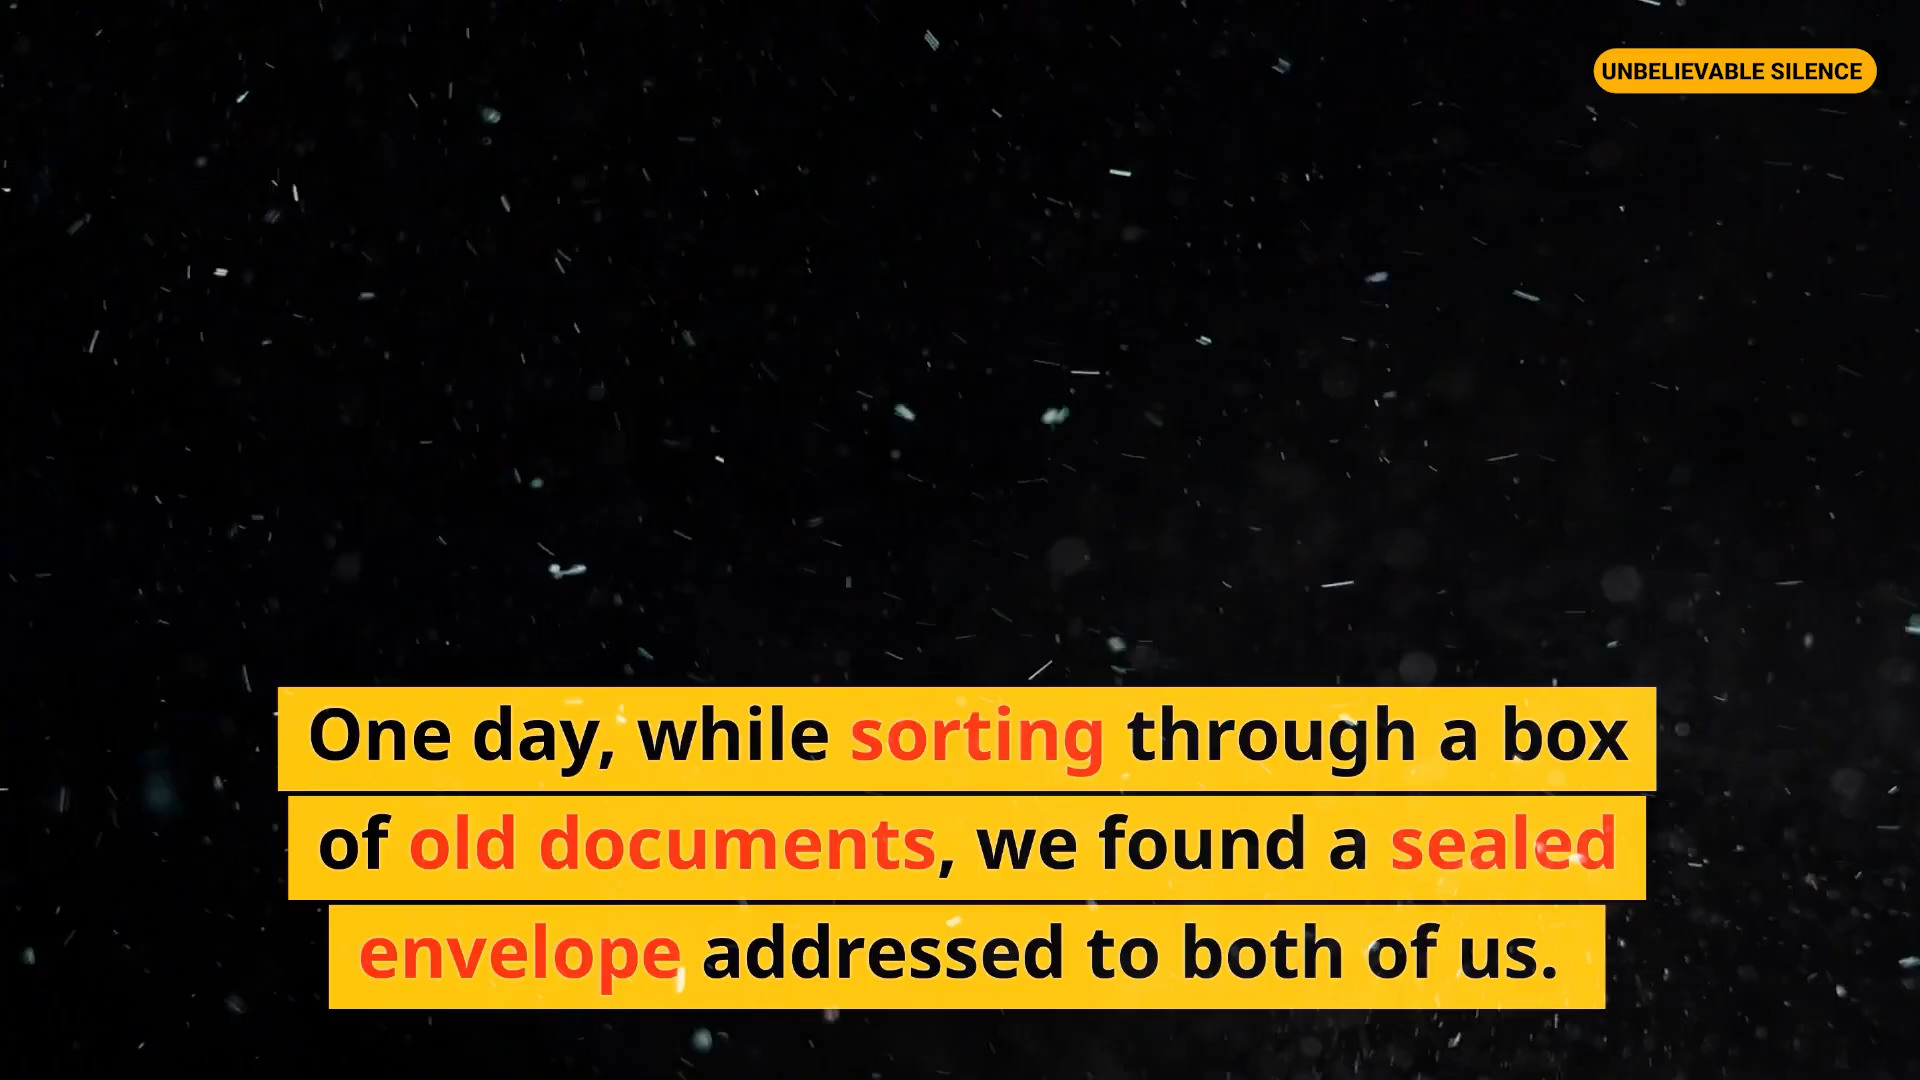 UNBELIEVABLE SILENCE
One day, while sorting through a box
of old documents, we found a sealed
envelope addressed to both of us.